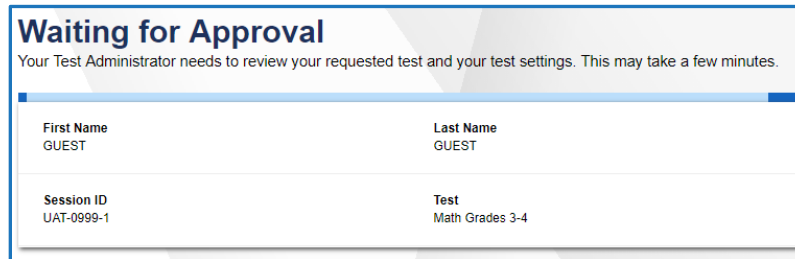 Waiting for Approval
Your Test Administrator needs to review your requested test and your test settings. This may take a few minutes.
First Name
Last Name
GUEST
GUEST
Session ID
Test
UAT-0999-1
Math Grades 3-4